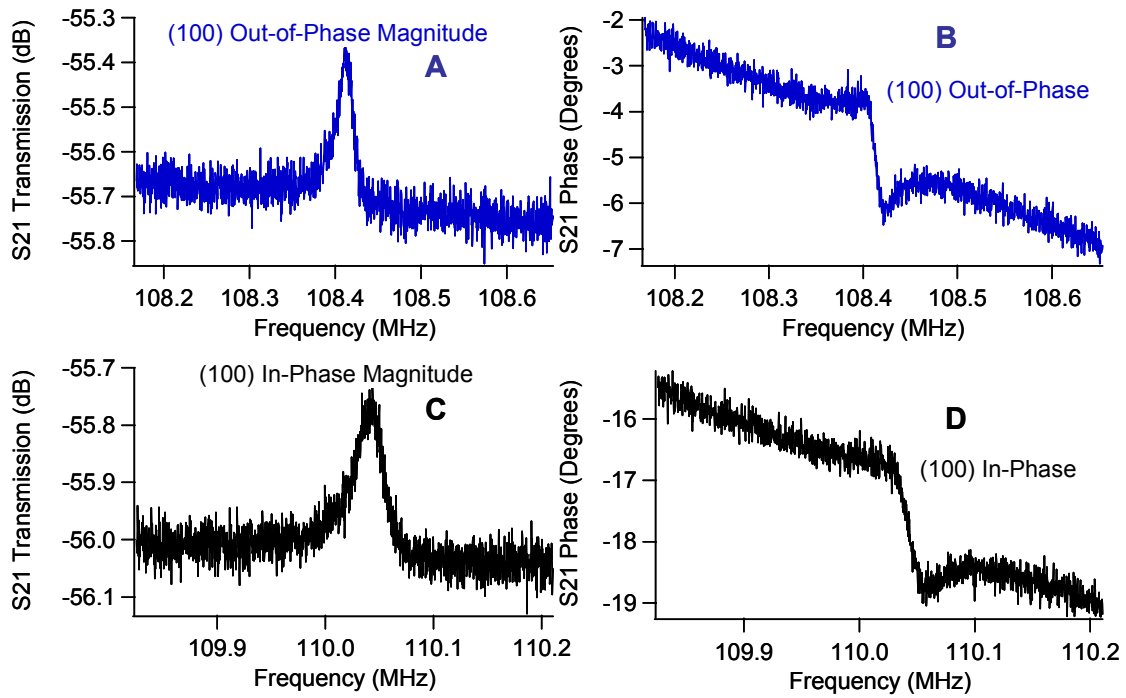 S21 Transmission (dB)
-55.3
-55.4
-55.5
-55.6
-55.7
-55.8
(100) Out-of-Phase Magnitude
A
108.2 108.3 108.4 108.5 108.6
Frequency (MHz)
S21 Phase (Degrees)
-2
-3
-4
-5
-6
-7
B
(100) Out-of-Phase
108.2 108.3 108.4 108.5 108.6
Frequency (MHz)
S21 Transmission (dB)
-55.7
-55.8
-55.9
-56.0
-56.1
(100) In-Phase Magnitude
C
109.9 110.0 110.1 110.2
Frequency (MHz)
S21 Phase (Degrees)
-16
-17
-18
-19
D
(100) In-Phase
109.9 110.0 110.1 110.2
Frequency (MHz)